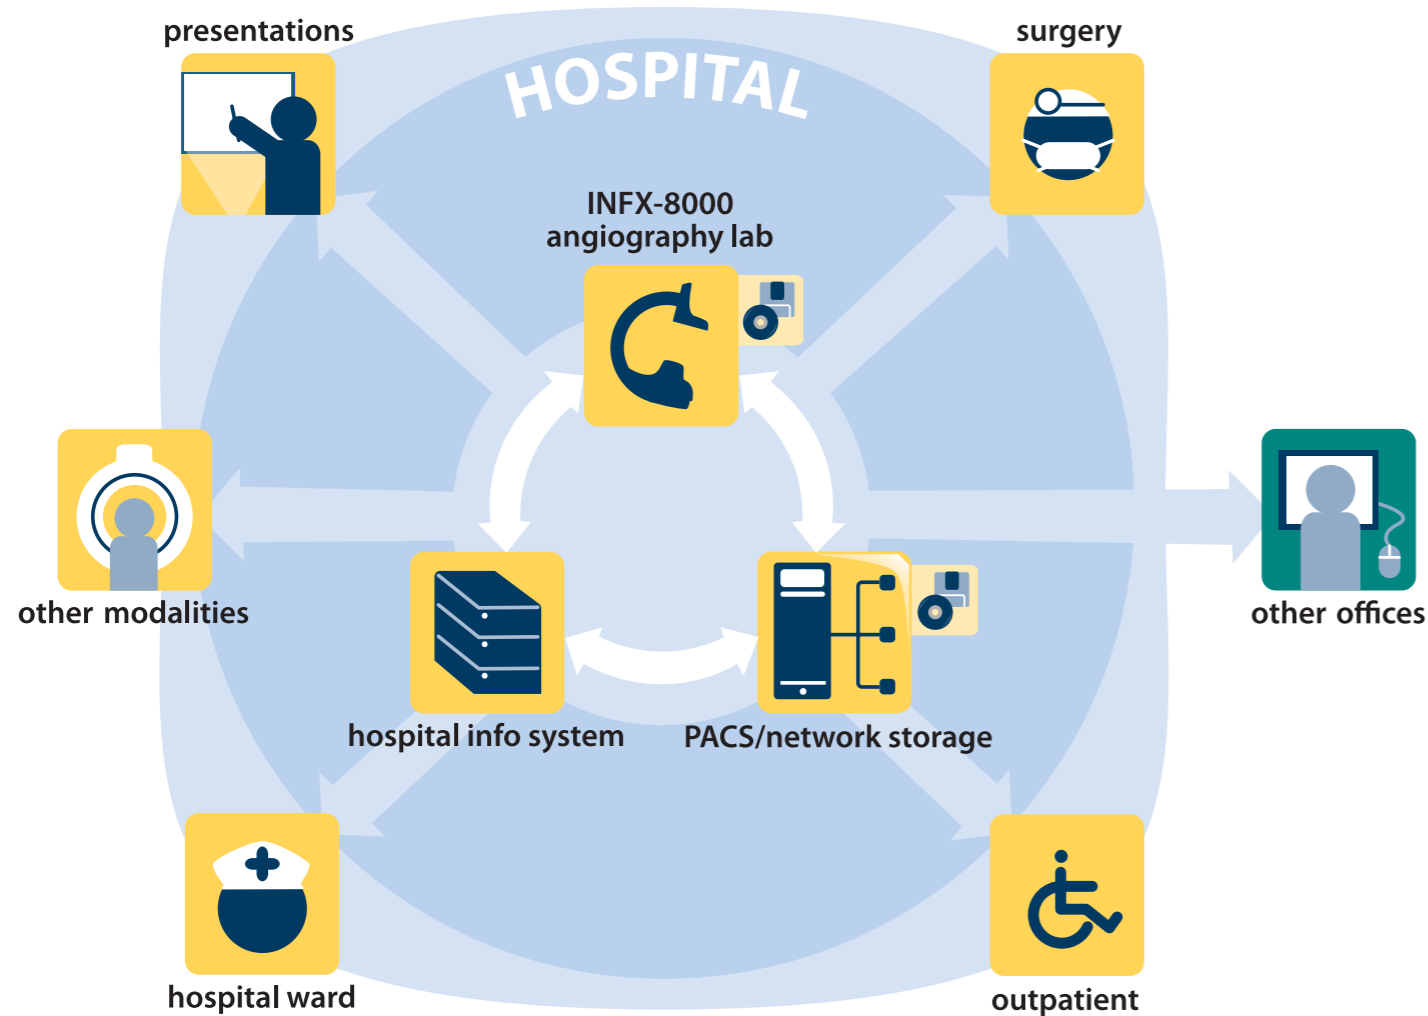 presentations
surgery
HOSPITAL
INFX-8000
angiography lab
other modalities
other offices
hospital info system
PACS/network storage
hospital ward
outpatient